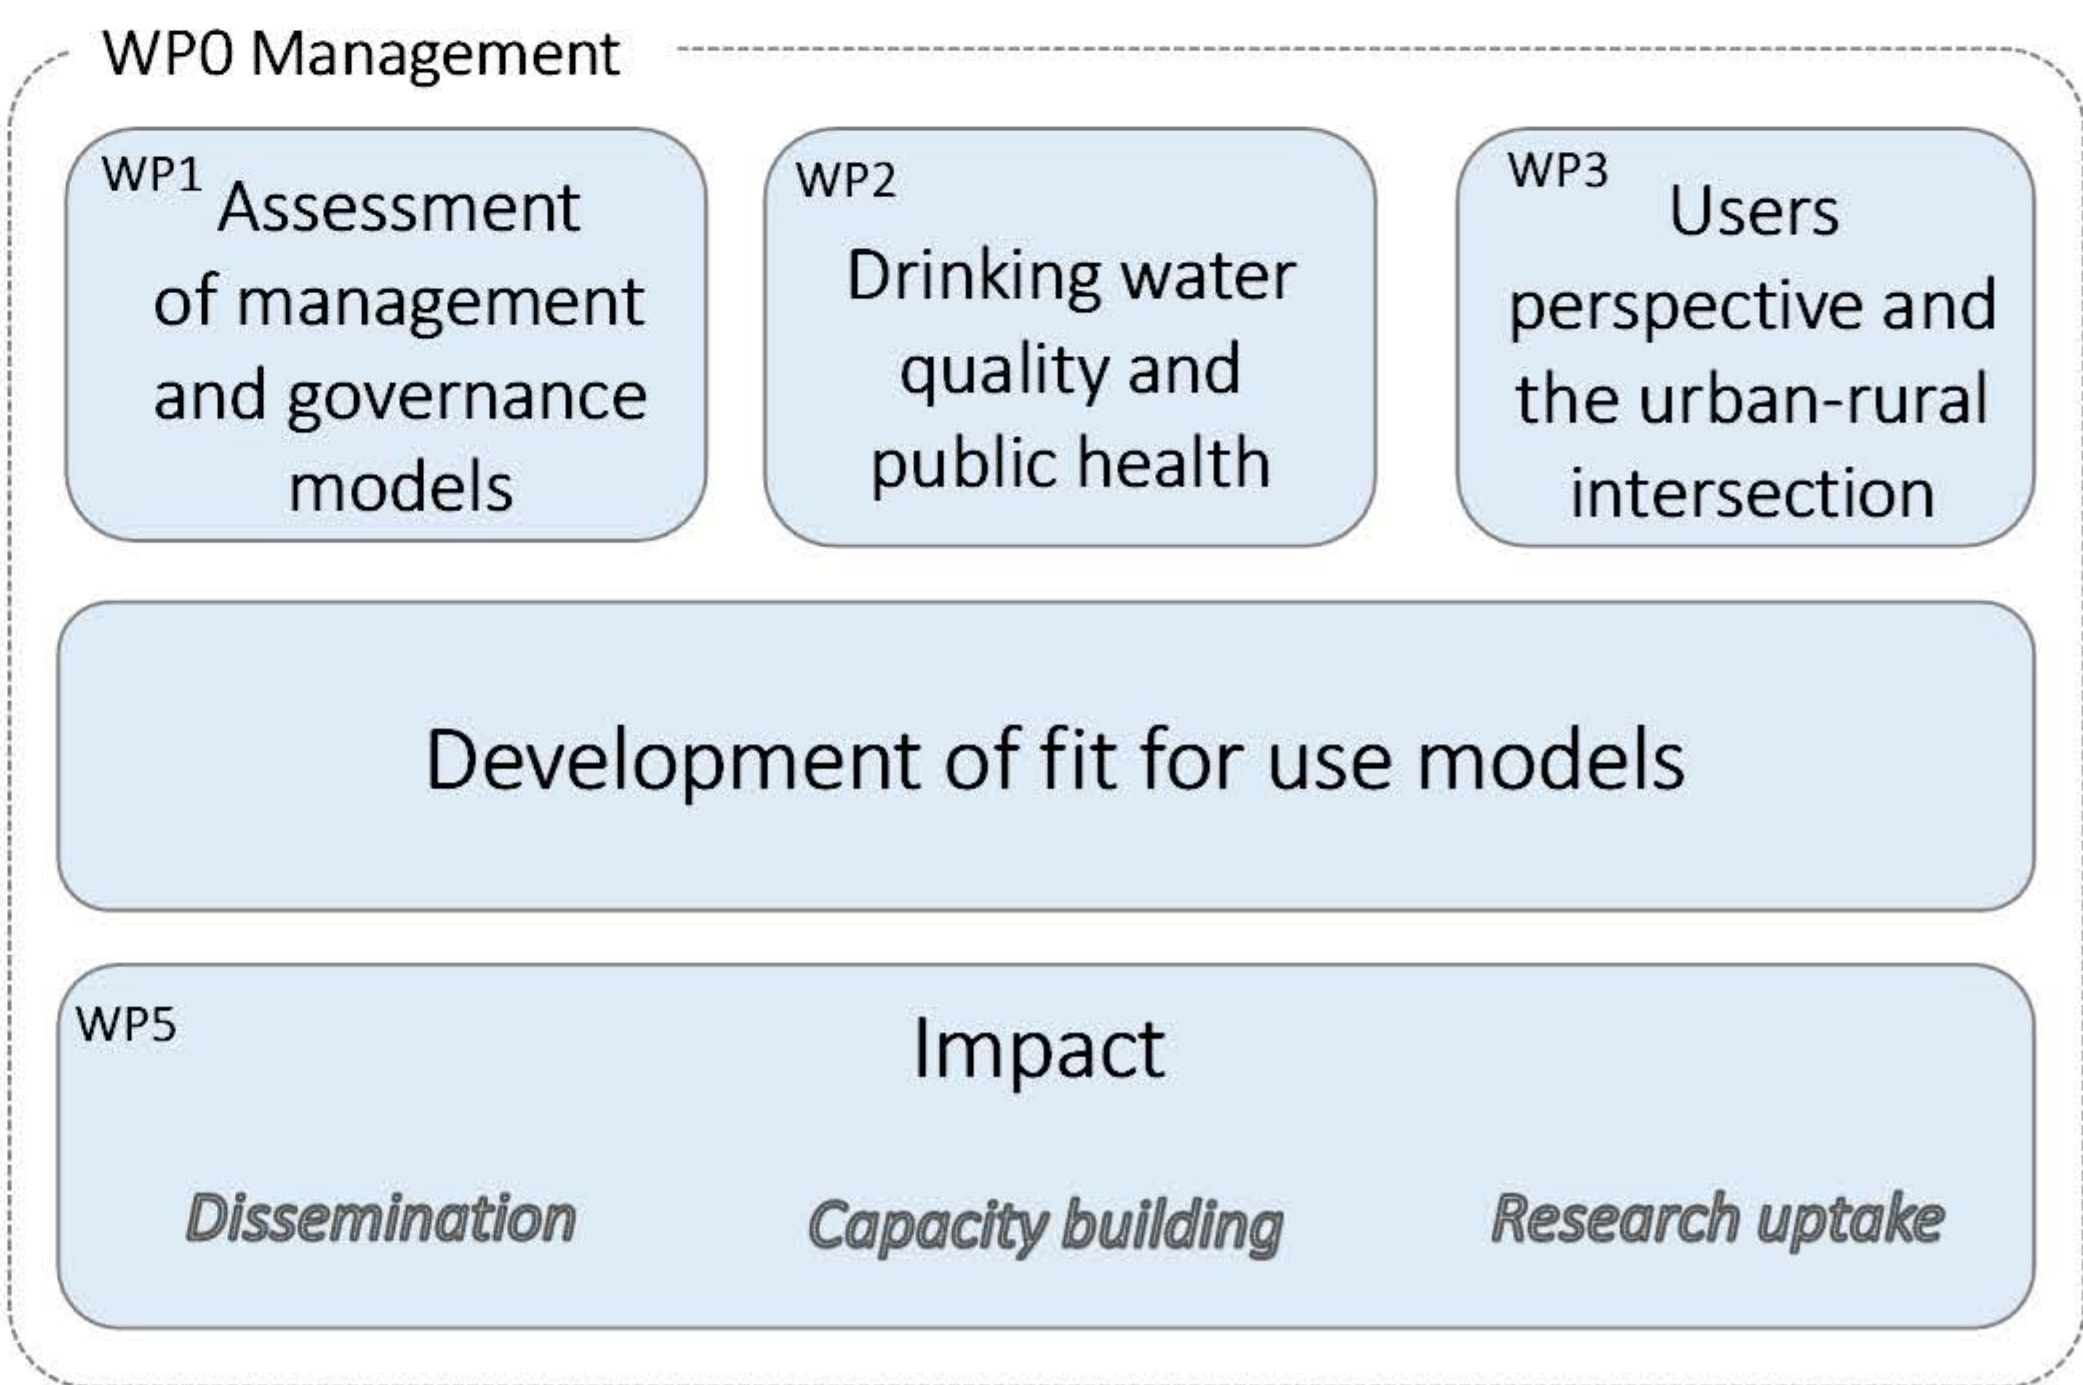 WP0 Management
WP1
Assessment
of management
and governance
models
WP2
Drinking water
quality and
public health
WP3
Users
perspective and
the urban-rural
intersection
Development of fit for use models
WP5
Impact
Dissemination
Capacity building
Research uptake